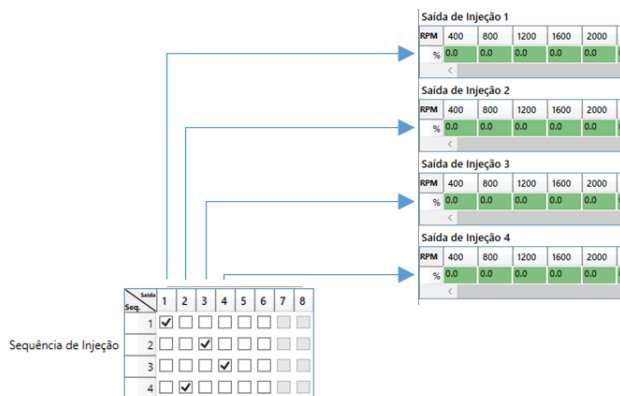 Saída de Injeção 1
RPM 400 800 1200 1600 2000
% 0.0 0.0 0.0 0.0 0.0
Saída de Injeção 2
RPM 400 800 1200 1600 2000
% 0.0 0.0 0.0 0.0 0.0
Saída de Injeção 3
RPM 400 800 1200 1600 2000
% 0.0 0.0 0.0 0.0 0.0
Saída de Injeção 4
RPM 400 800 1200 1600 2000
% 0.0 0.0 0.0 0.0 0.0
Saída
Seq. 1 2 3 4 5 6 7 8
1
Sequência de Injeção 2
3
4